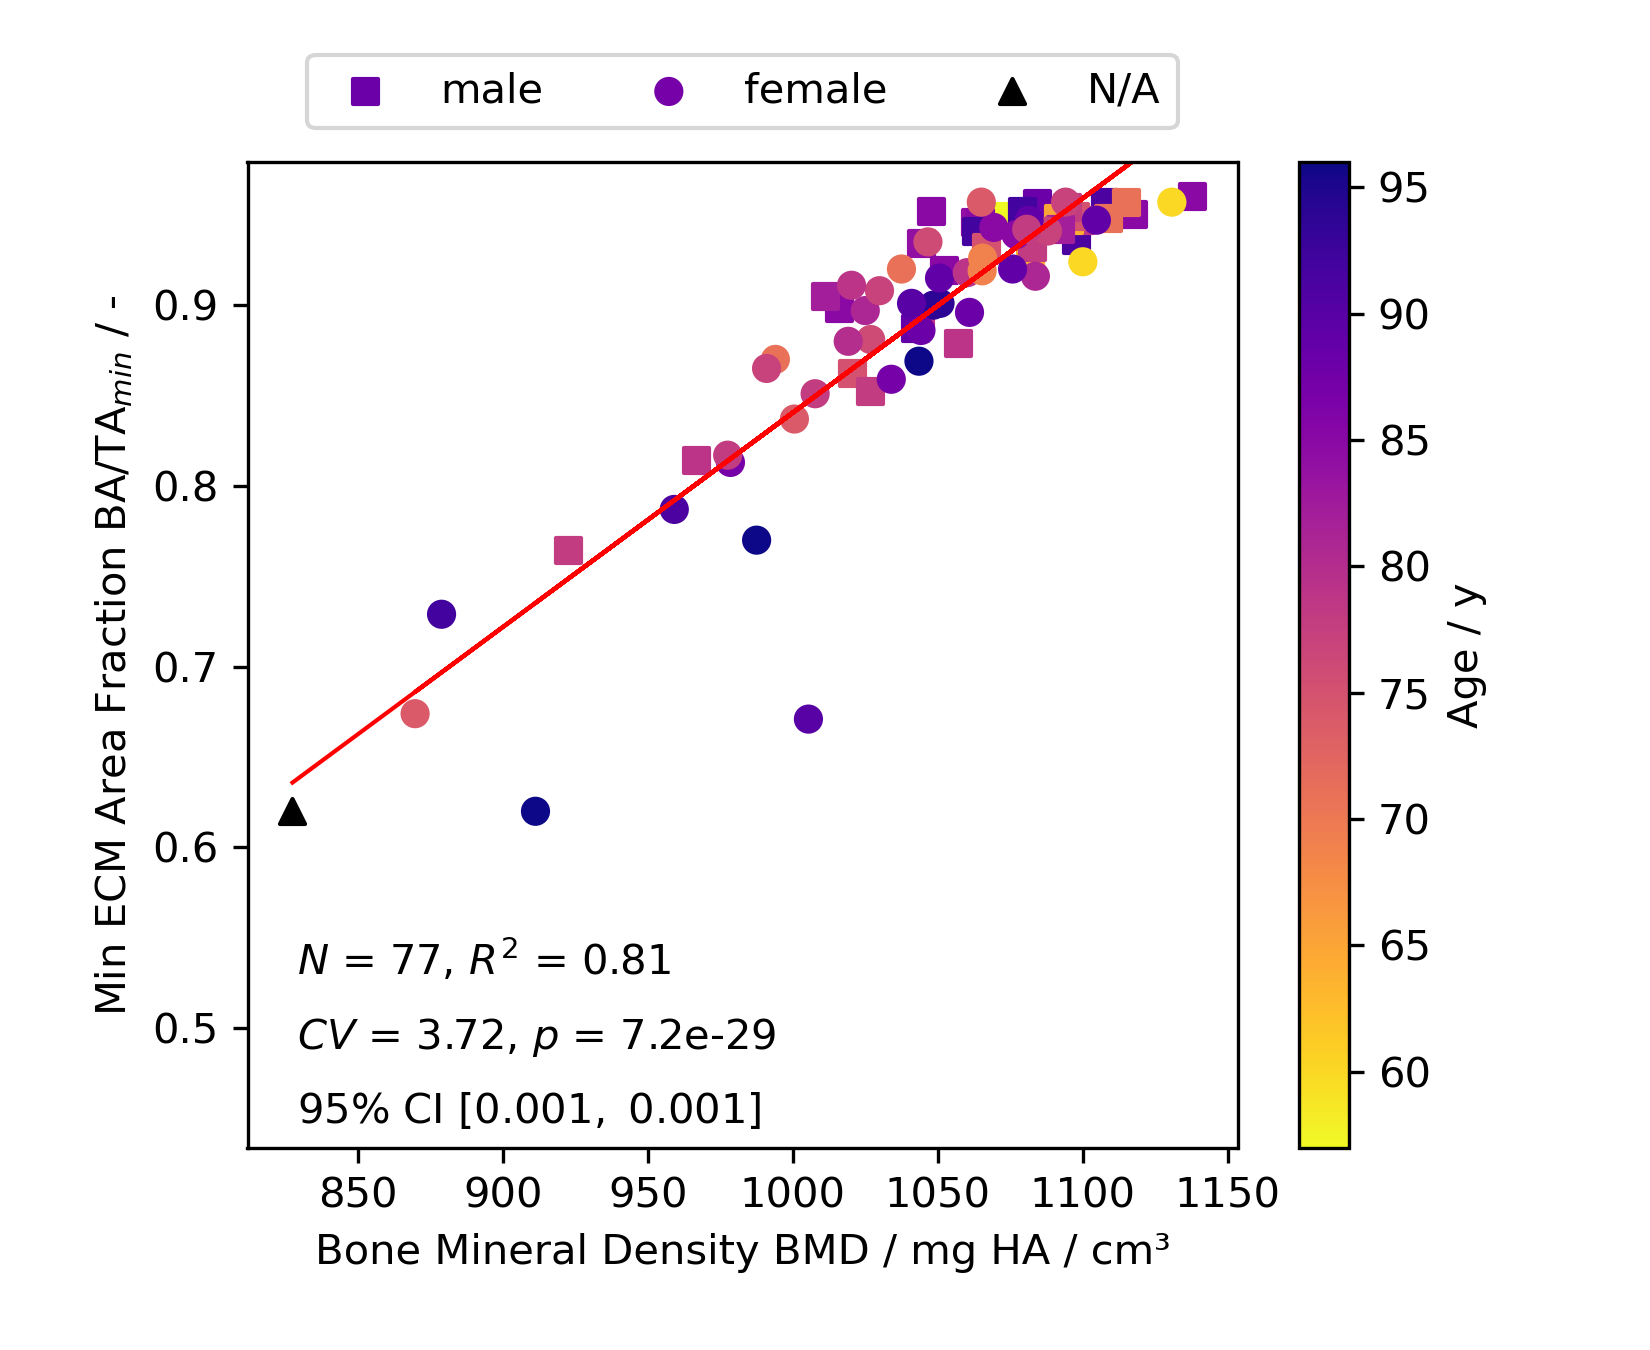 male female N/A
Min ECM Area Fraction BA/TAmin / -
0.9
0.8
0.7
0.6
0.5
N = 77, R² = 0.81
CV = 3.72, p = 7.2e-29
95% CI [0.001, 0.001]
850 900 950 1000 1050 1100 1150
Bone Mineral Density BMD / mg HA / cm³
95
90
85
80
75
70
65
60
Age / y